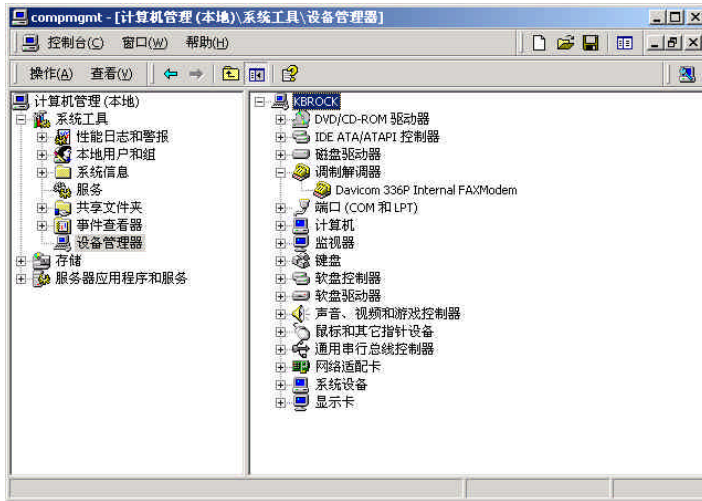 compmgmt - [计算机管理 (本地)\系统工具\设备管理器]
控制台(C) 窗口(W) 帮助(H)
操作(A) 查看(V)
计算机管理 (本地)
系统工具
性能日志和警报
本地用户和组
系统信息
服务
共享文件夹
事件查看器
设备管理器
存储
服务器应用程序和服务
KBROCK
DVD/CD-ROM 驱动器
IDE ATA/ATAPI 控制器
磁盘驱动器
调制解调器
Davicom 336P Internal FAXModem
端口 (COM 和 LPT)
计算机
监视器
键盘
软盘控制器
软盘驱动器
声音、视频和游戏控制器
鼠标和其它指针设备
通用串行总线控制器
网络适配卡
系统设备
显示卡